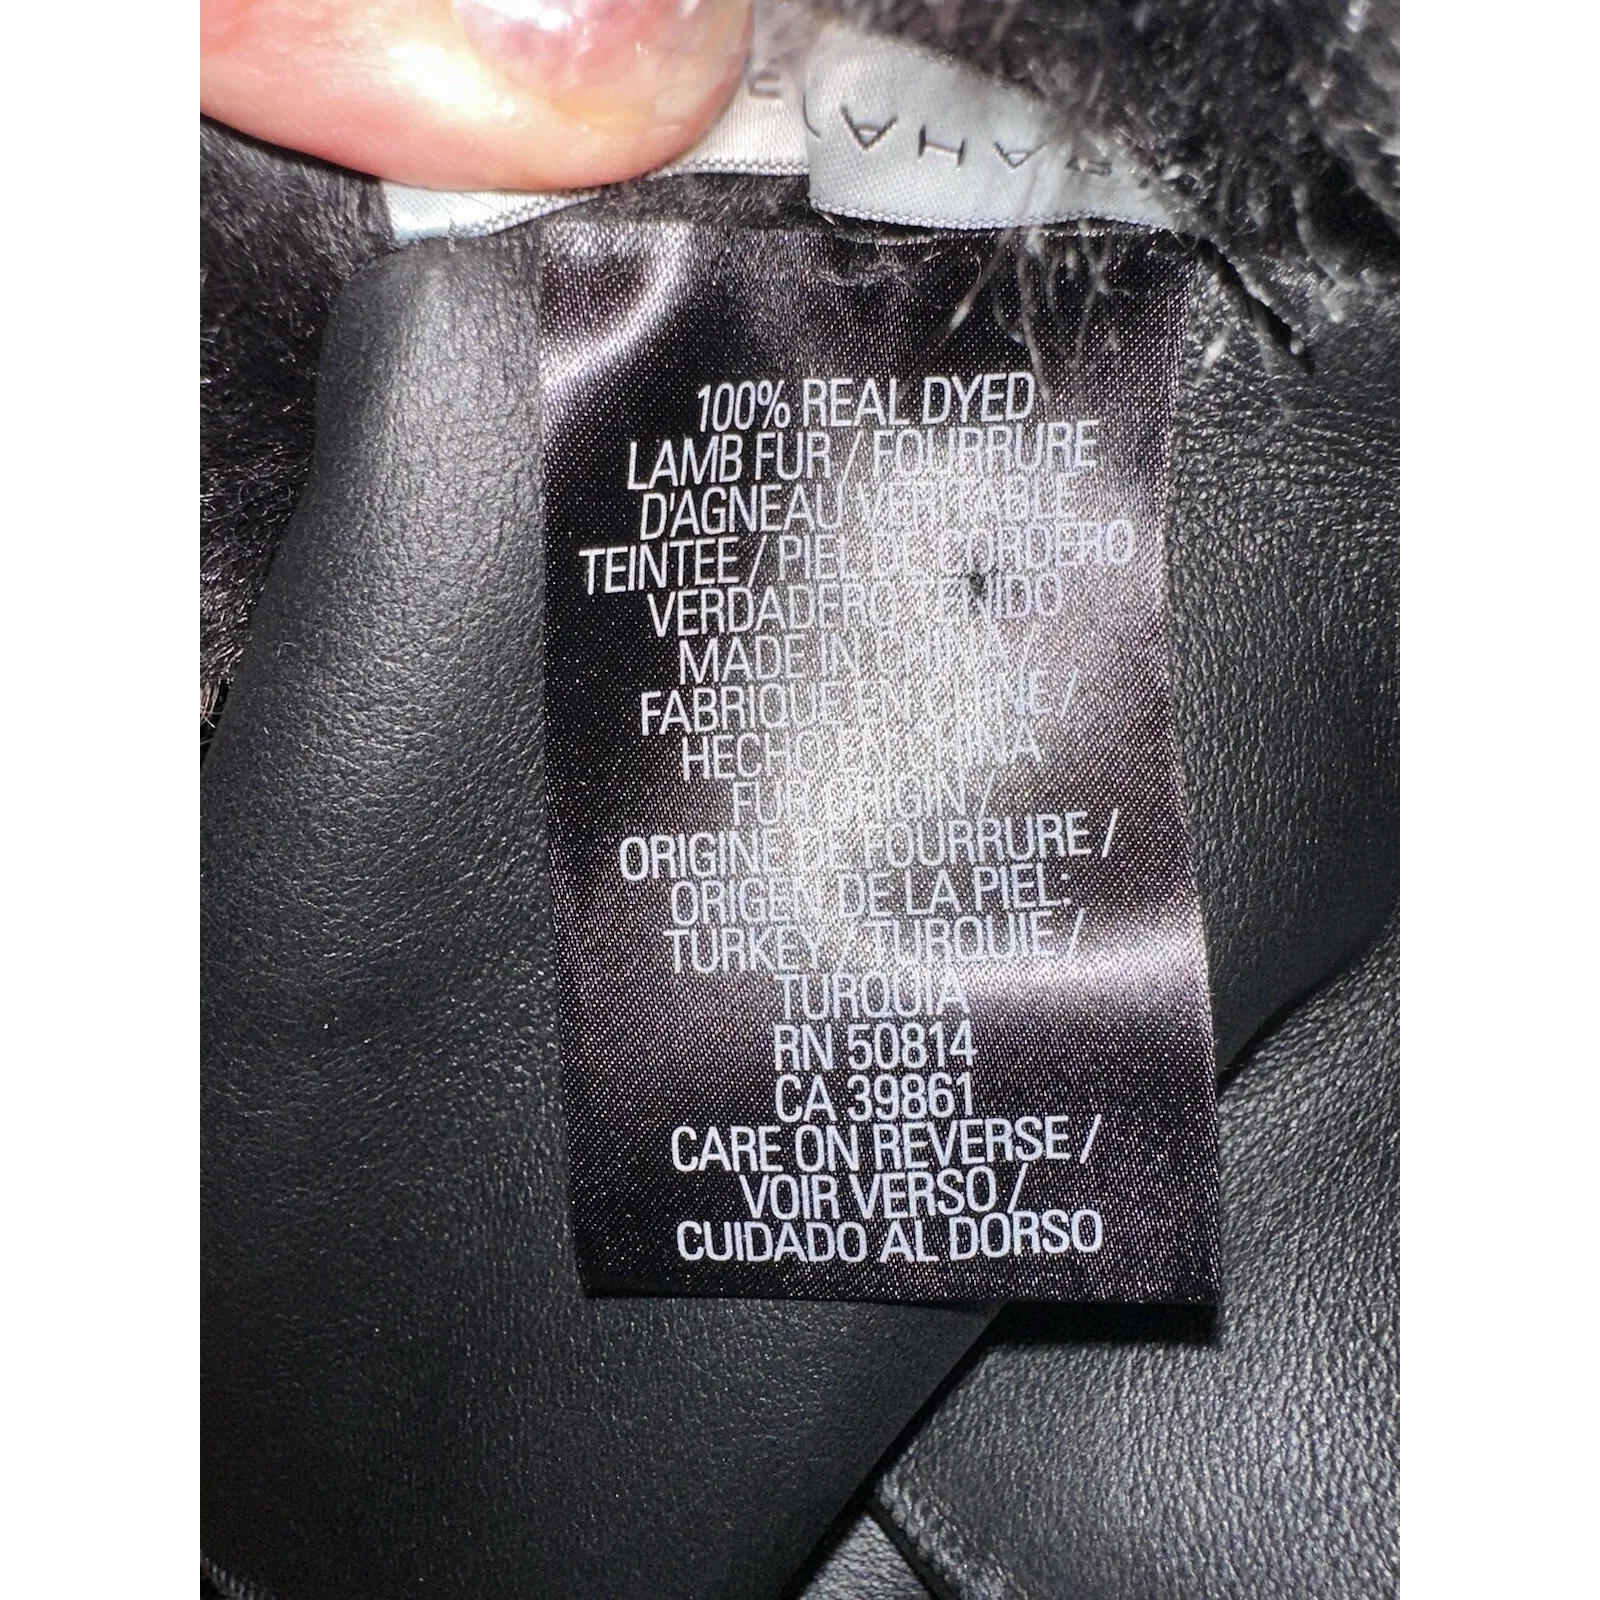 100% REAL DYED
LAMB FUR / FOURRURE
D'AGNEAU VERITABLE
TEINTEE / PIEL DE CORDERO
VERDADERO TENIDO
MADE IN CHINA /
FABRIQUE EN CHINE /
HECHO EN CHINA
FUR ORIGIN /
ORIGINE DE FOURRURE /
ORIGEN DE LA PIEL:
TURKEY / TURQUIE /
TURQUIA
RN 50814
CA 39861
CARE ON REVERSE /
VOIR VERSO /
CUIDADO AL DORSO